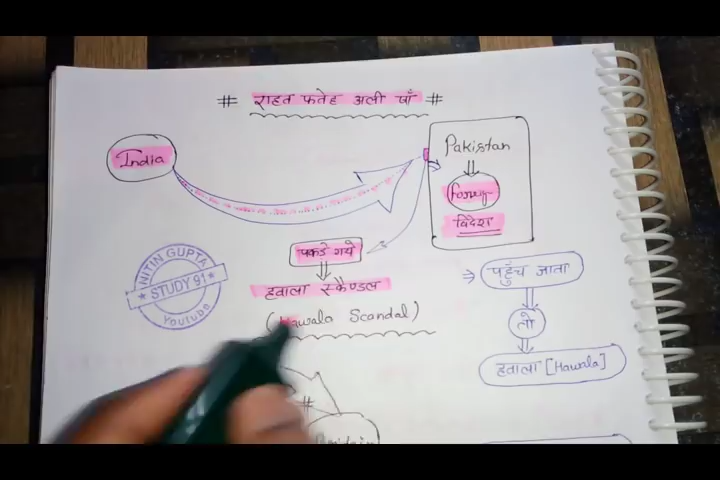 # राहत फतेह अली खाँ #
India
Pakistan
विदेश
पकडे गये
हवाला स्कैण्डल
(Hawala Scandal)
NITIN GUPTA
STUDY 91
YOUTUBE
⇒ पहुँच जाता
तो
हवाला [Hawala]
#